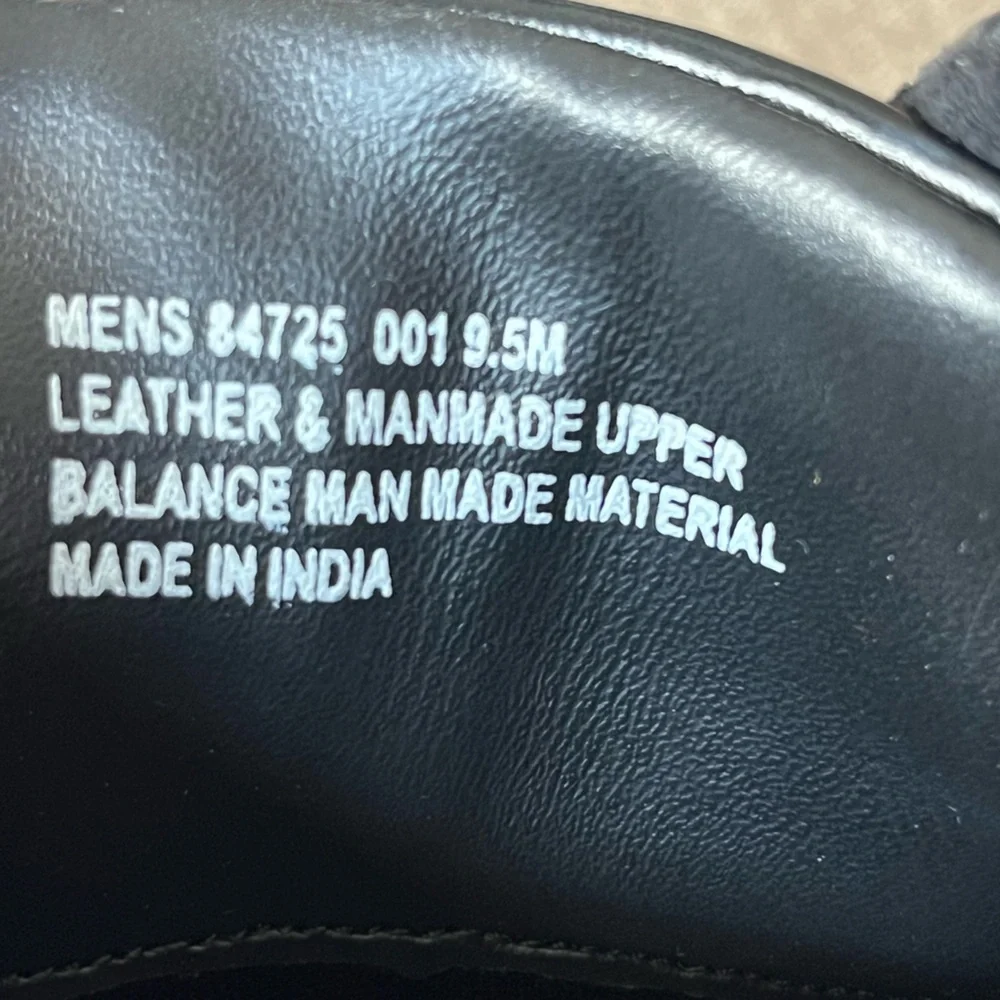 MENS 84725 001 9.5M
LEATHER & MANMADE UPPER
BALANCE MAN MADE MATERIAL
MADE IN INDIA